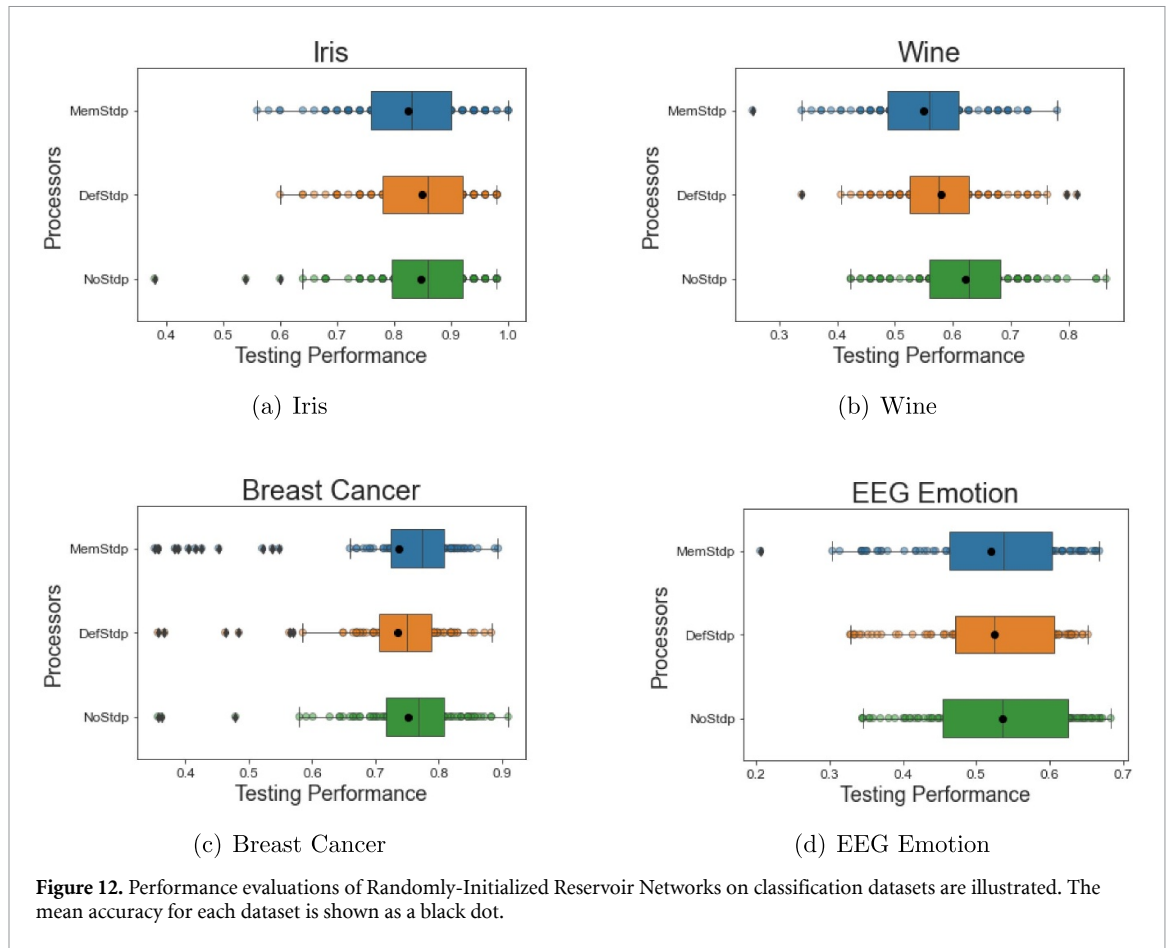 Iris
Processors
MemStdp
DefStdp
NoStdp
0.4 0.5 0.6 0.7 0.8 0.9 1.0
Testing Performance
(a) Iris
Wine
Processors
MemStdp
DefStdp
NoStdp
0.3 0.4 0.5 0.6 0.7 0.8
Testing Performance
(b) Wine
Breast Cancer
Processors
MemStdp
DefStdp
NoStdp
0.4 0.5 0.6 0.7 0.8 0.9
Testing Performance
(c) Breast Cancer
EEG Emotion
Processors
MemStdp
DefStdp
NoStdp
0.2 0.3 0.4 0.5 0.6 0.7
Testing Performance
(d) EEG Emotion
Figure 12. Performance evaluations of Randomly-Initialized Reservoir Networks on classification datasets are illustrated. The
mean accuracy for each dataset is shown as a black dot.